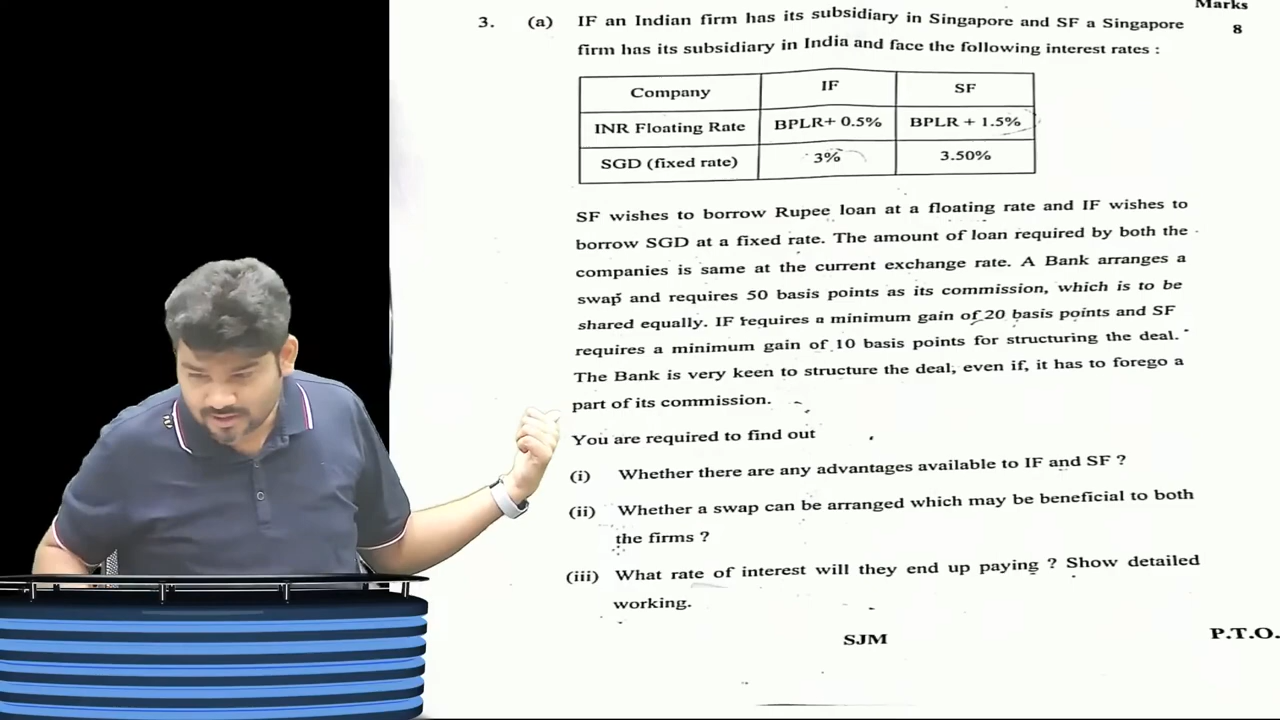 Marks
3. (a) IF an Indian firm has its subsidiary in Singapore and SF a Singapore
8
firm has its subsidiary in India and face the following interest rates :
Company IF SF
INR Floating Rate BPLR+ 0.5% BPLR + 1.5%
SGD (fixed rate) 3% 3.50%
SF wishes to borrow Rupee loan at a floating rate and IF wishes to
borrow SGD at a fixed rate. The amount of loan required by both the
companies is same at the current exchange rate. A Bank arranges a
swap and requires 50 basis points as its commission, which is to be
shared equally. IF requires a minimum gain of 20 basis points and SF
requires a minimum gain of 10 basis points for structuring the deal.
The Bank is very keen to structure the deal, even if, it has to forego a
part of its commission.
You are required to find out
(i) Whether there are any advantages available to IF and SF ?
(ii) Whether a swap can be arranged which may be beneficial to both
the firms ?
(iii) What rate of interest will they end up paying ? Show detailed
working.
SJM
P.T.O.